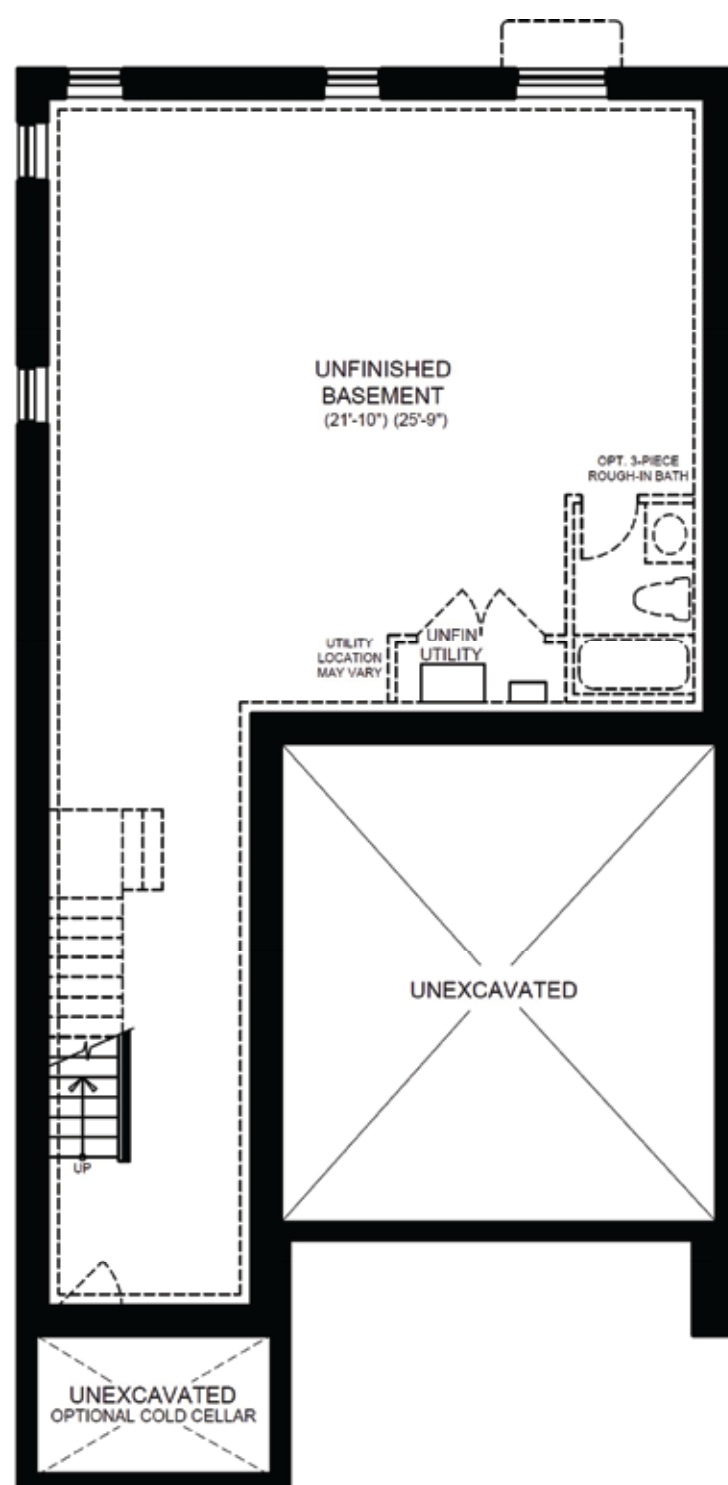 UNFINISHED
BASEMENT
(21'-10") (25'-9")
OPT. 3-PIECE
ROUGH-IN BATH
UTILITY
LOCATION
MAY VARY
UNFIN
UTILITY
UNEXCAVATED
UP
UNEXCAVATED
OPTIONAL COLD CELLAR